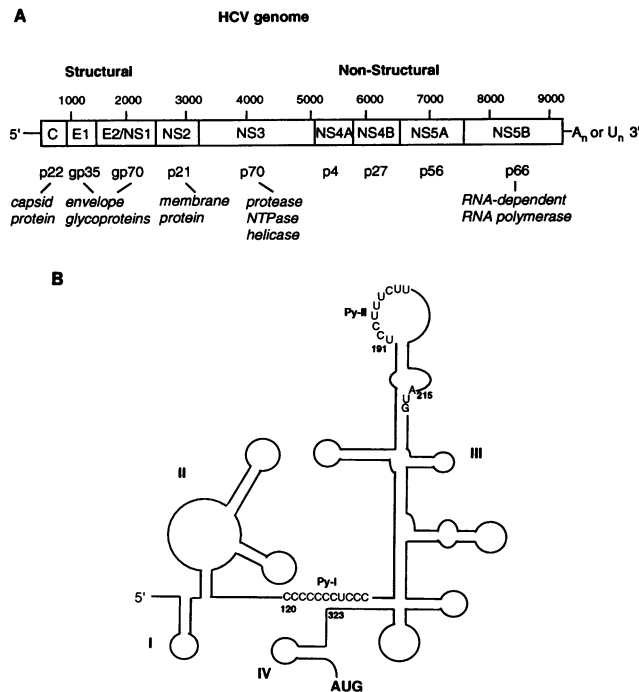 A
HCV genome
Structural Non-Structural
1000 2000 3000 4000 5000 6000 7000 8000 9200
5' C E1 E2/NS1 NS2 NS3 NS4A NS4B NS5A NS5B An or Un 3'
p22 gp35 gp70 p21 p70 p4 p27 p56 p66
capsid envelope membrane protease RNA-dependent
protein glycoproteins protein NTPase RNA polymerase
helicase
B
Py-II
UCCUUUCUU
191
A 215
U
G
II
III
5'
Py-I
CCCCCCCUCCC
120 323
I
IV
AUG